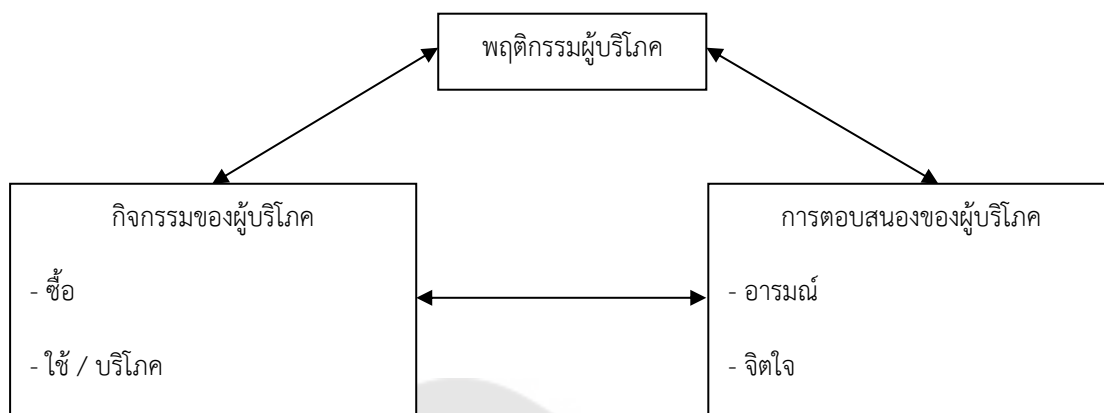 พฤติกรรมผู้บริโภค
กิจกรรมของผู้บริโภค
- ซื้อ
- ใช้ / บริโภค
การตอบสนองของผู้บริโภค
- อารมณ์
- จิตใจ